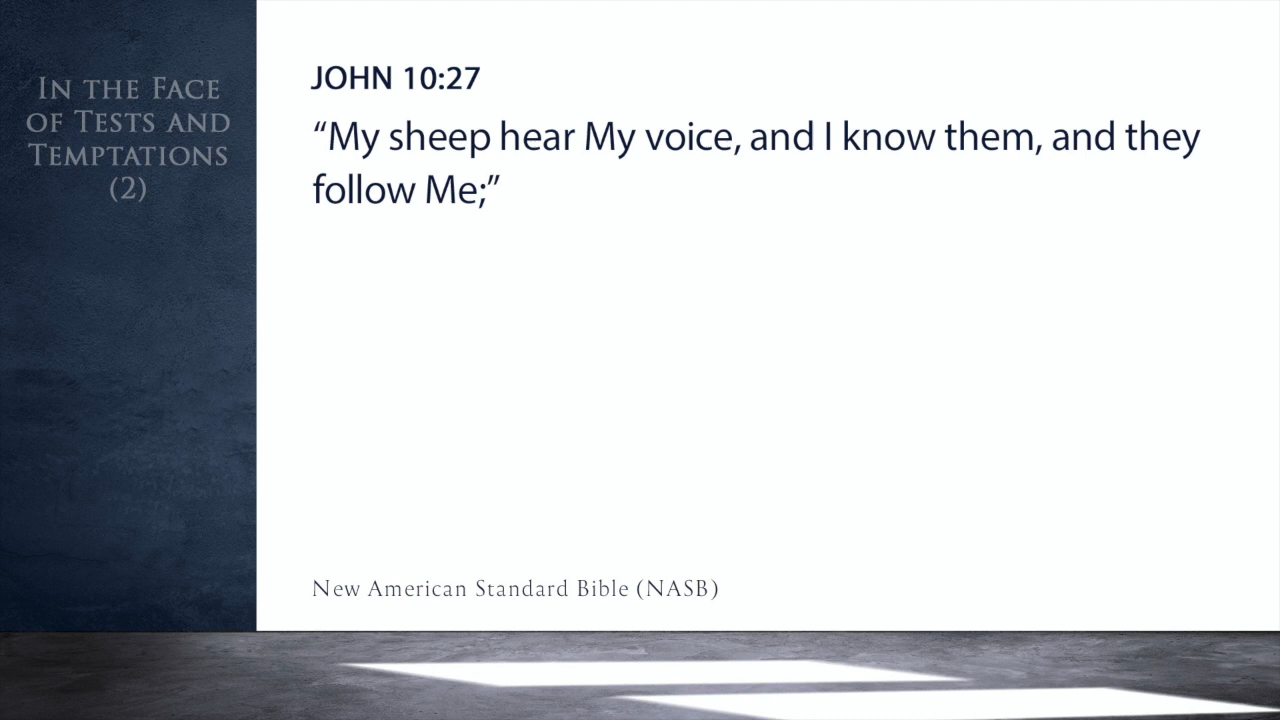 In the Face
of Tests and
Temptations
(2)
JOHN 10:27
“My sheep hear My voice, and I know them, and they
follow Me;”
New American Standard Bible (NASB)